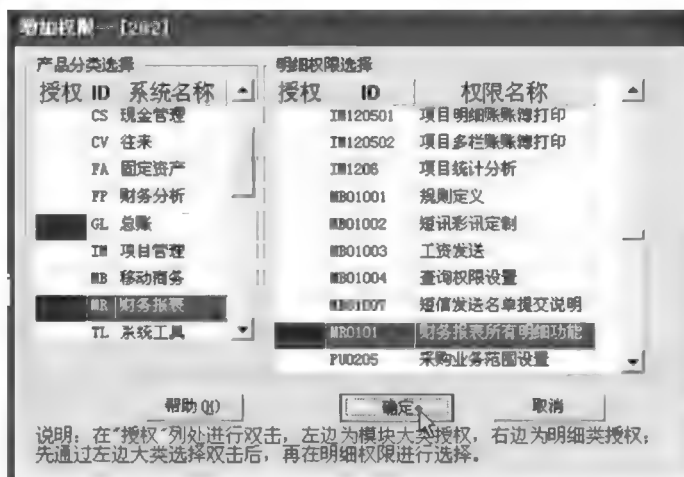 增加权限--[202]
产品分类选择
授权 ID 系统名称
CS 现金管理
CV 往来
FA 固定资产
FP 财务分析
GL 总账
IM 项目管理
MB 移动商务
MR 财务报表
TL 系统工具
明细权限选择
授权 ID 权限名称
IM120501 项目明细账账簿打印
IM120502 项目多栏账账簿打印
IM1206 项目统计分析
MB01001 规则定义
MB01002 短讯彩讯定制
MB01003 工资发送
MB01004 查询权限设置
MB01007 短信发送名单提交说明
MR0101 财务报表所有明细功能
PU0205 采购业务范围设置
帮助(H) 确定 取消
说明：在"授权"列处进行双击，左边为模块大类授权，右边为明细类授权；
先通过左边大类选择双击后，再在明细权限进行选择。